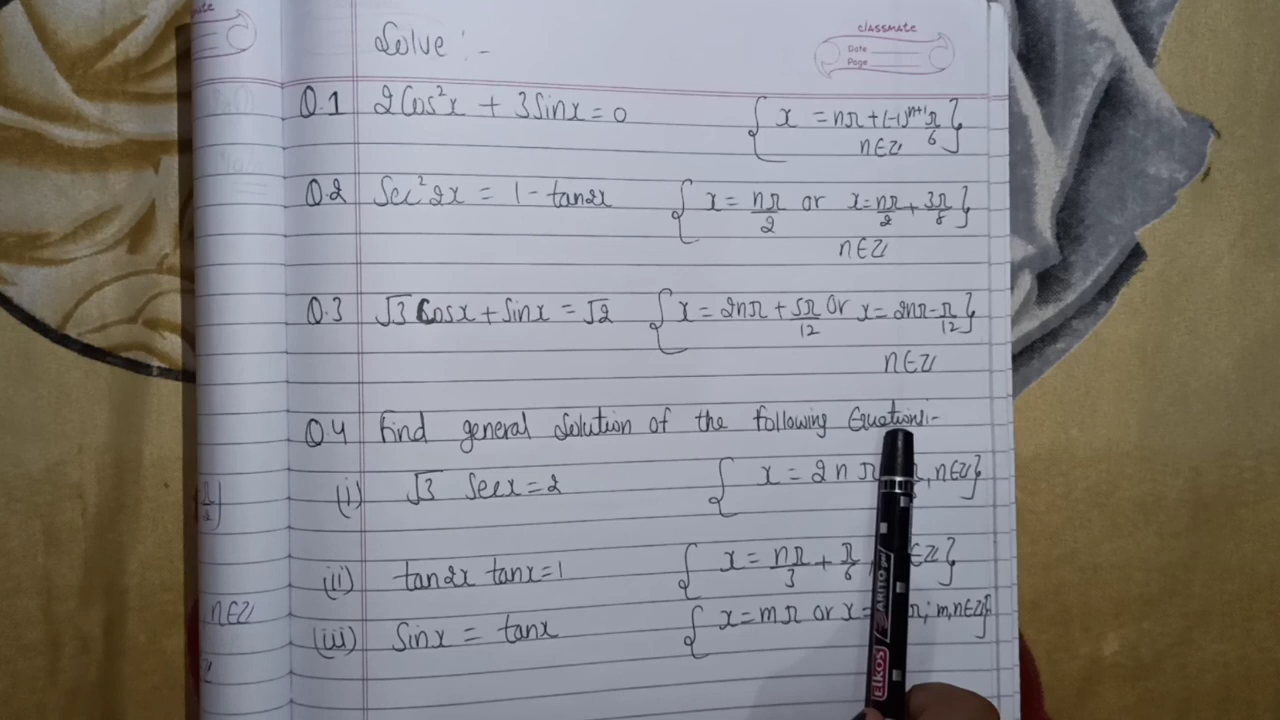 classmate
Date
Page
Solve :-
Q.1 2Cos²x + 3Sinx = 0 { x = nπ + (-1)ⁿ⁺¹ π/6 }
n∈Z
Q.2 Sec²2x = 1 - tan2x { x = nπ/2 or x = nπ/2 + 3π/8 }
n∈Z
Q.3 √3 Cosx + Sinx = √2 { x = 2nπ + 5π/12 or x = 2nπ - π/12 }
n∈Z
Q.4 Find general Solution of the following Equations:-
(i) √3 Secx = 2 { x = 2nπ , n∈Z }
(ii) tan2x tanx = 1 { x = nπ/3 + π/6 , ∈Z }
(iii) Sinx = tanx { x = mπ or x = π; m,n∈Z }
n∈Z
Elkos
ARITO gel